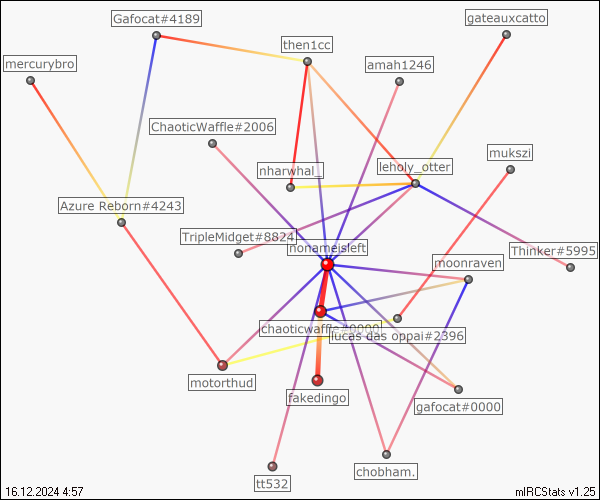 Gafocat#4189
gateauxcatto
then1cc
mercurybro
amah1246
ChaoticWaffle#2006
mukszi
nharwhal_
leholy_otter
Azure Reborn#4243
TripleMidget#8824
nonameisleft
Thinker#5995
moonraven
chaoticwaffle#0000
lucas das oppai#2396
motorthud
fakedingo
gafocat#0000
tt532
chobham.
16.12.2024 4:57
mIRCStats v1.25